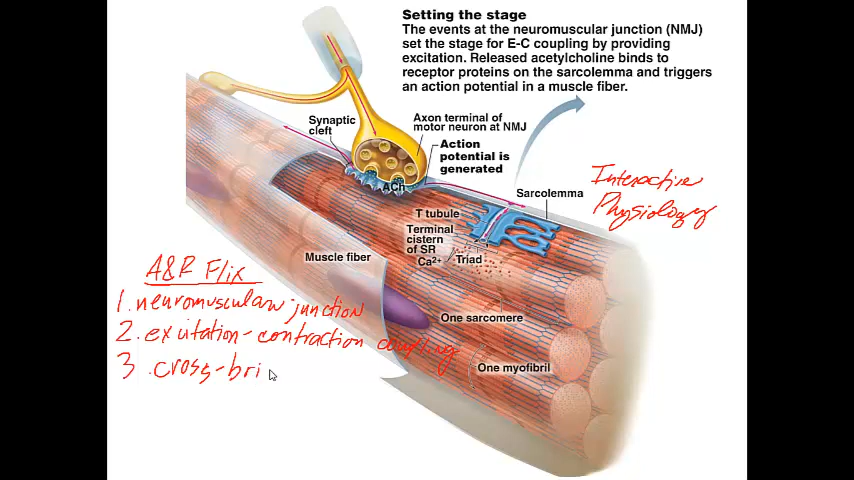 Setting the stage
The events at the neuromuscular junction (NMJ)
set the stage for E-C coupling by providing
excitation. Released acetylcholine binds to
receptor proteins on the sarcolemma and triggers
an action potential in a muscle fiber.
Synaptic
cleft
Axon terminal of
motor neuron at NMJ
Action
potential is
generated
ACh
Sarcolemma
Interactive
Physiology
T tubule
Terminal
cistern
of SR
Ca2+
Triad
Muscle fiber
A&P Flix
1. neuromuscular junction
2. excitation-contraction coupling
3. cross-bri
One sarcomere
One myofibril